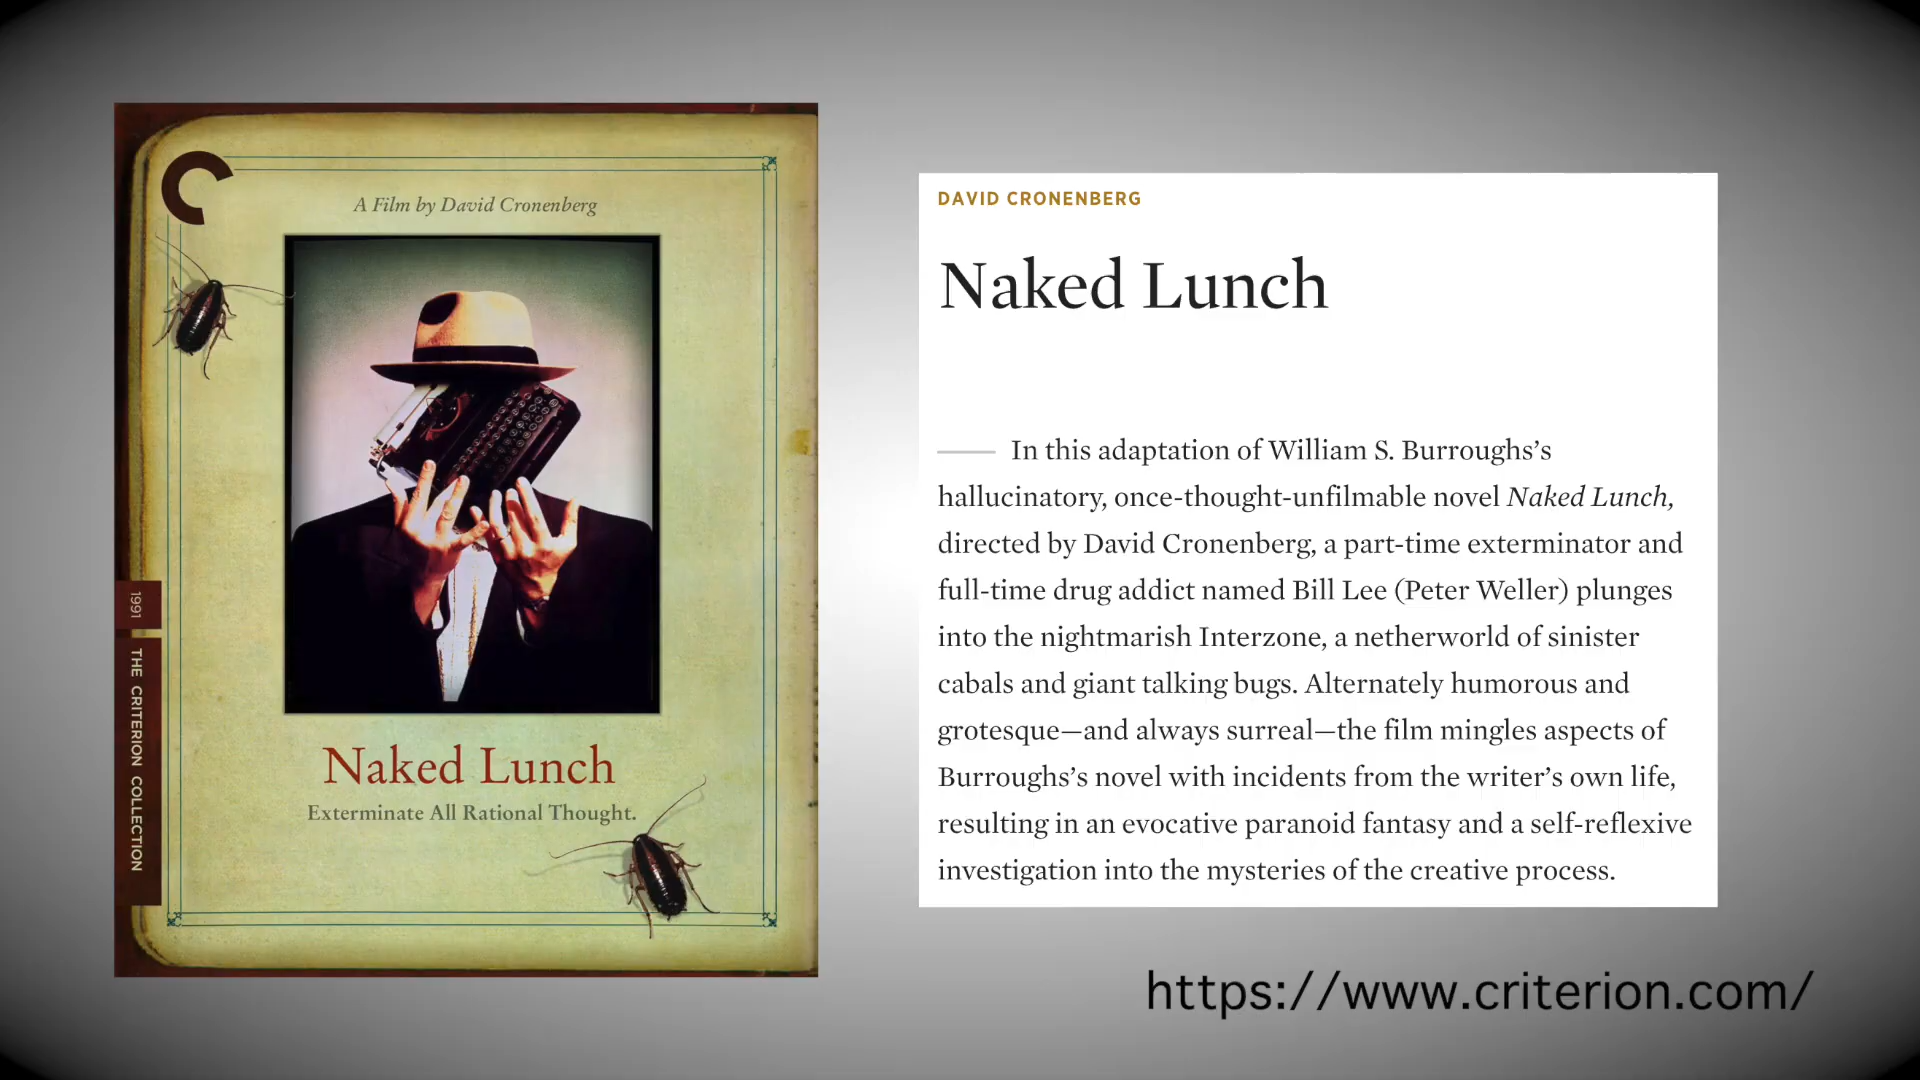 A Film by David Cronenberg
1991
THE CRITERION COLLECTION
Naked Lunch
Exterminate All Rational Thought.
DAVID CRONENBERG
Naked Lunch
In this adaptation of William S. Burroughs’s
hallucinatory, once-thought-unfilmable novel Naked Lunch,
directed by David Cronenberg, a part-time exterminator and
full-time drug addict named Bill Lee (Peter Weller) plunges
into the nightmarish Interzone, a netherworld of sinister
cabals and giant talking bugs. Alternately humorous and
grotesque—and always surreal—the film mingles aspects of
Burroughs’s novel with incidents from the writer’s own life,
resulting in an evocative paranoid fantasy and a self-reflexive
investigation into the mysteries of the creative process.
https://www.criterion.com/